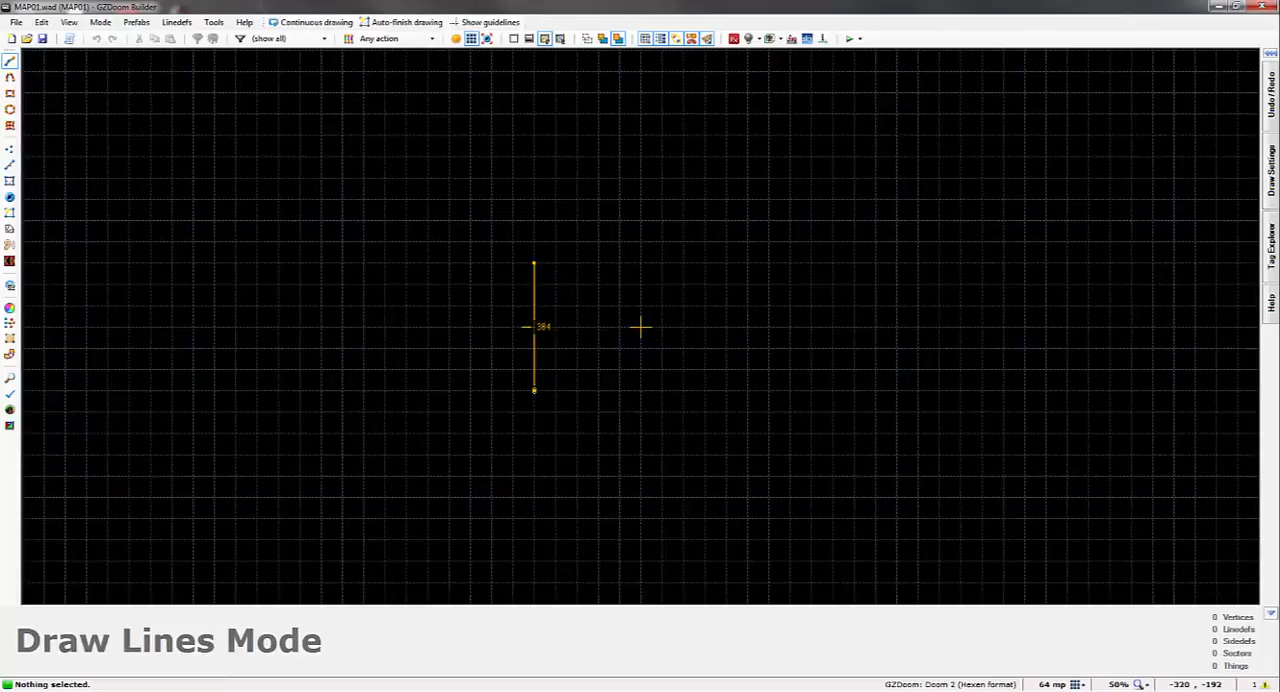 MAP01.wad (MAP01) - GZDoom Builder
File Edit View Mode Prefabs Linedefs Tools Help Continuous drawing Auto-finish drawing Show guidelines
(show all) Any action
Undo / Redo
Draw Settings
Tag Explorer
Help
384
Draw Lines Mode
0 Vertices
0 Linedefs
0 Sidedefs
0 Sectors
0 Things
Nothing selected. GZDoom: Doom 2 (Hexen format) 64 mp 50% -320 , -192 1